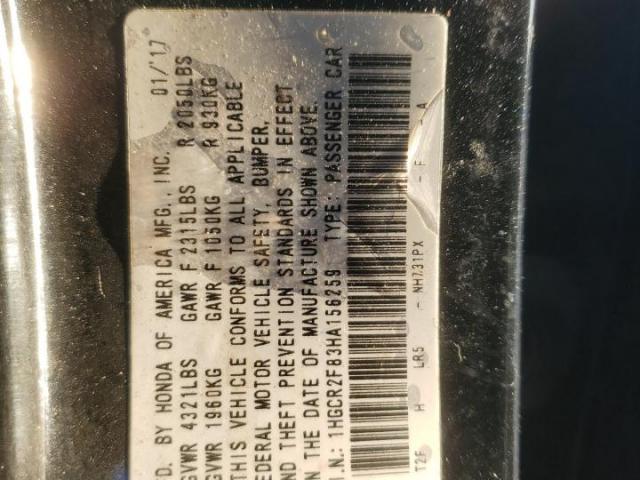 FD. BY HONDA OF AMERICA MFG., INC. 01/'17
GVWR 4321LBS GAWR F 2315LBS R 2050LBS
GVWR 1960KG GAWR F 1050KG R 930KG
THIS VEHICLE CONFORMS TO ALL APPLICABLE
EDERAL MOTOR VEHICLE SAFETY, BUMPER,
ND THEFT PREVENTION STANDARDS IN EFFECT
N THE DATE OF MANUFACTURE SHOWN ABOVE.
.I.N.: 1HGCR2F83HA156259 TYPE: PASSENGER CAR
T2F H LR5 - NH731PX - F - A